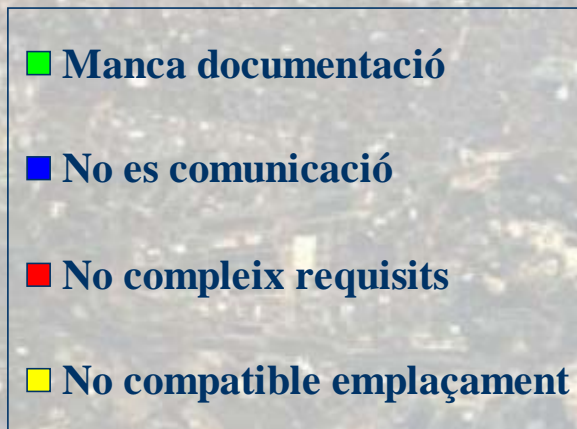 Manca documentació
No es comunicació
No compleix requisits
No compatible emplaçament